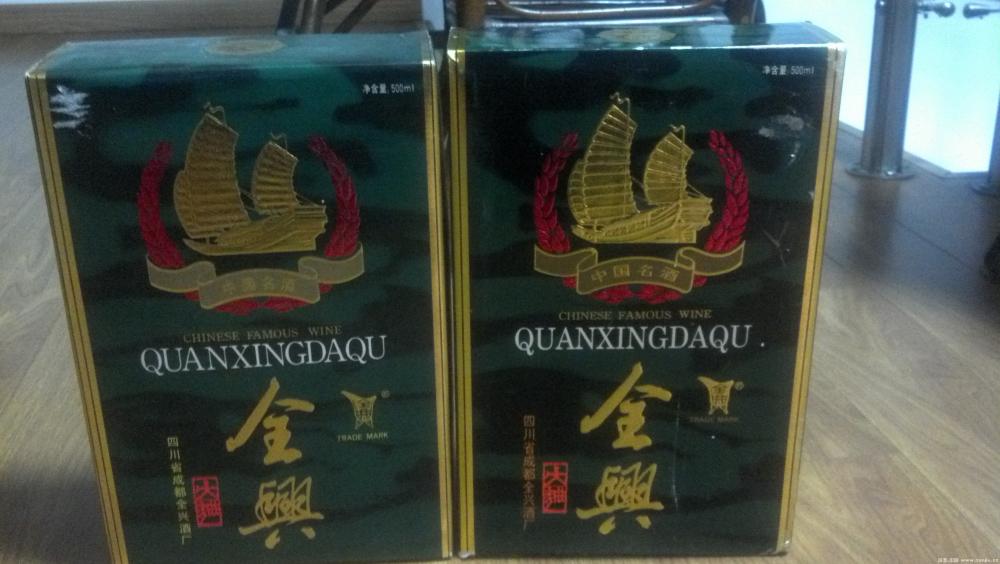 净含量.500ml
中国名酒
CHINESE FAMOUS WINE
QUANXINGDAQU
全興
®
TRADE MARK
四川省成都全兴酒厂
大曲
净含量.500ml
中国名酒
CHINESE FAMOUS WINE
QUANXINGDAQU.
全興
®
TRADE MARK
四川省成都全兴酒厂
大曲